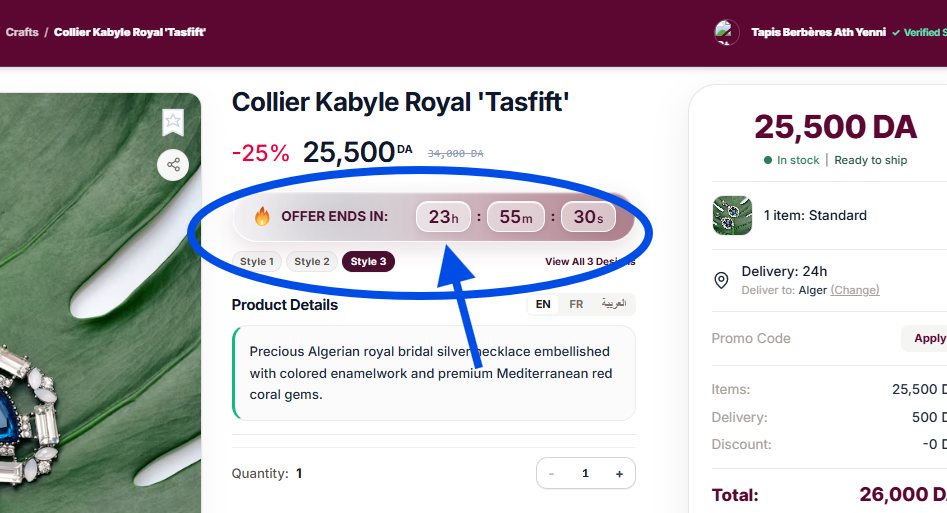 Crafts / Collier Kabyle Royal 'Tasfift'
Tapis Berbères Ath Yenni ✓ Verified
Collier Kabyle Royal 'Tasfift'
-25% 25,500 DA 34,000 DA
OFFER ENDS IN: 23h : 55m : 30s
Style 1 Style 2 Style 3 View All 3 Designs
Product Details EN FR العربية
Precious Algerian royal bridal silver necklace embellished
with colored enamelwork and premium Mediterranean red
coral gems.
Quantity: 1 - 1 +
25,500 DA
In stock | Ready to ship
1 item: Standard
Delivery: 24h
Deliver to: Alger (Change)
Promo Code Apply
Items: 25,500
Delivery: 500
Discount: -0
Total: 26,000